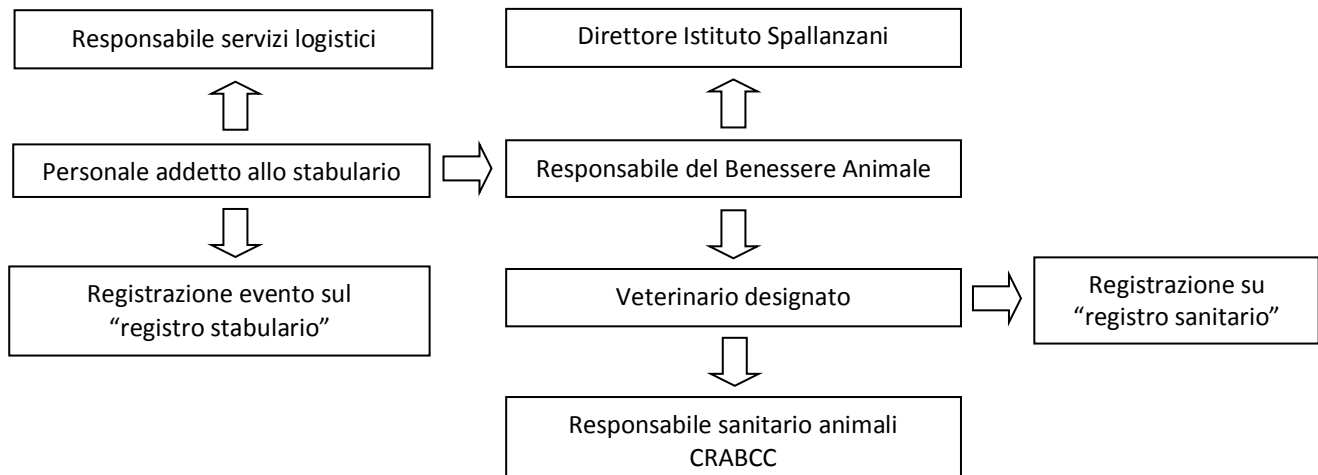 Responsabile servizi logistici
Direttore Istituto Spallanzani
Personale addetto allo stabulario
Responsabile del Benessere Animale
Registrazione evento sul
“registro stabulario”
Veterinario designato
Registrazione su
“registro sanitario”
Responsabile sanitario animali
CRABCC